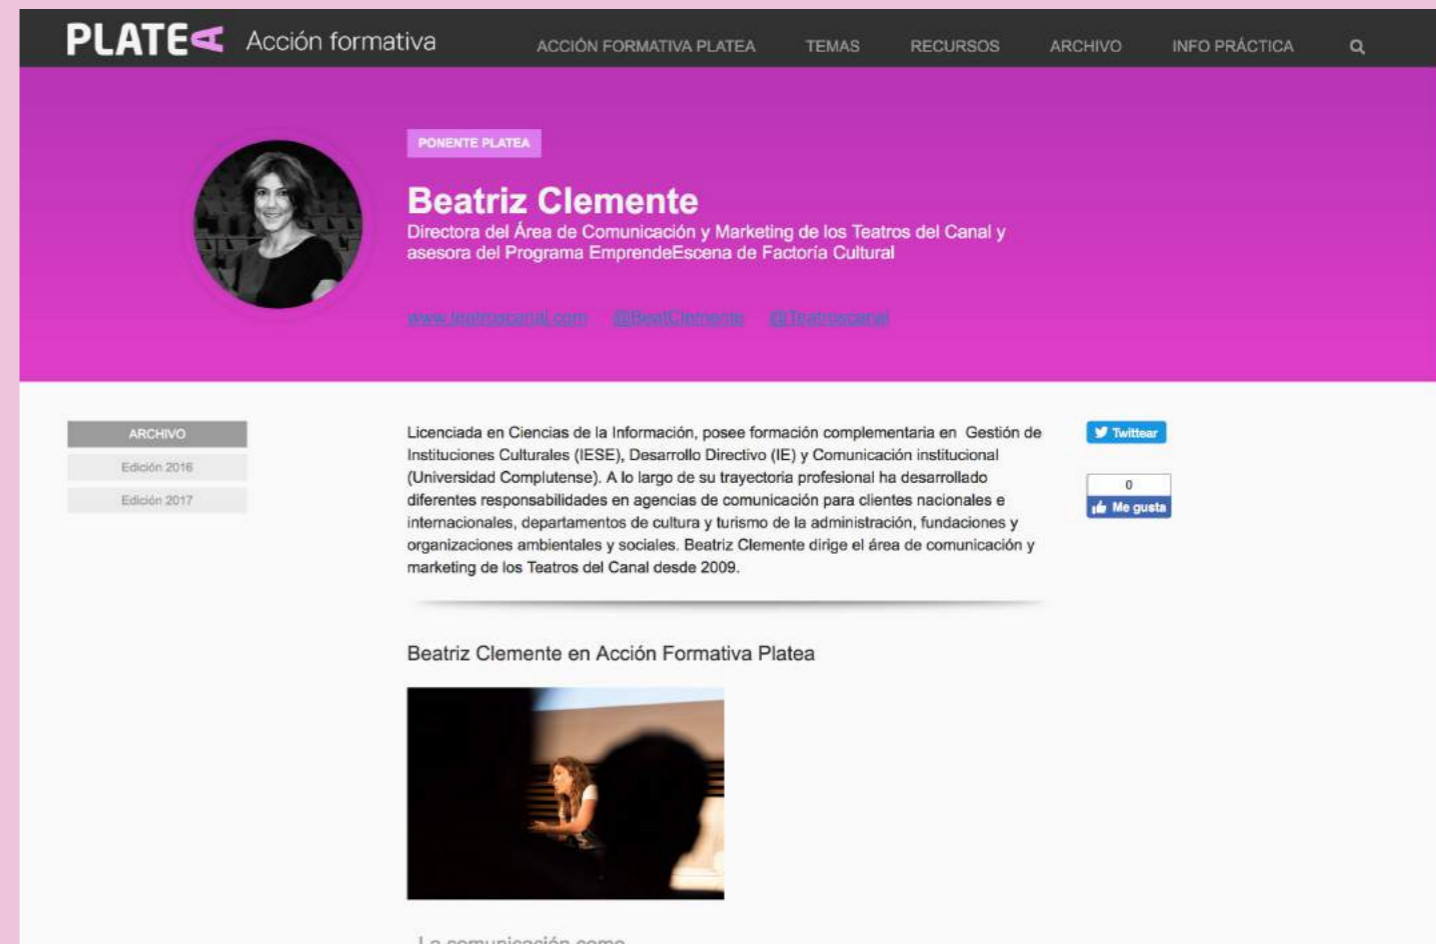 PLATEA Acción formativa
ACCIÓN FORMATIVA PLATEA TEMAS RECURSOS ARCHIVO INFO PRÁCTICA
PONENTE PLATEA
Beatriz Clemente
Directora del Área de Comunicación y Marketing de los Teatros del Canal y
asesora del Programa EmprendeEscena de Factoría Cultural
www.teatroscanal.com @BeatClemente @Teatroscanal
ARCHIVO
Edición 2016
Edición 2017
Licenciada en Ciencias de la Información, posee formación complementaria en Gestión de
Instituciones Culturales (IESE), Desarrollo Directivo (IE) y Comunicación institucional
(Universidad Complutense). A lo largo de su trayectoria profesional ha desarrollado
diferentes responsabilidades en agencias de comunicación para clientes nacionales e
internacionales, departamentos de cultura y turismo de la administración, fundaciones y
organizaciones ambientales y sociales. Beatriz Clemente dirige el área de comunicación y
marketing de los Teatros del Canal desde 2009.
Twittear
0
Me gusta
Beatriz Clemente en Acción Formativa Platea
La comunicación como